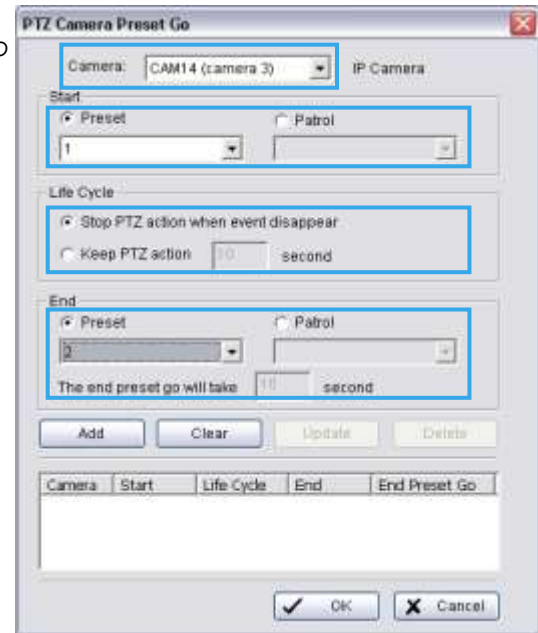 PTZ Camera Preset Go
Camera: CAM14 (camera 3) IP Camera
Start
Preset Patrol
1
Life Cycle
Stop PTZ action when event disappear
Keep PTZ action 10 second
End
Preset Patrol
2
The end preset go will take 10 second
Add Clear Update Delete
Camera Start Life Cycle End End Preset Go
OK Cancel